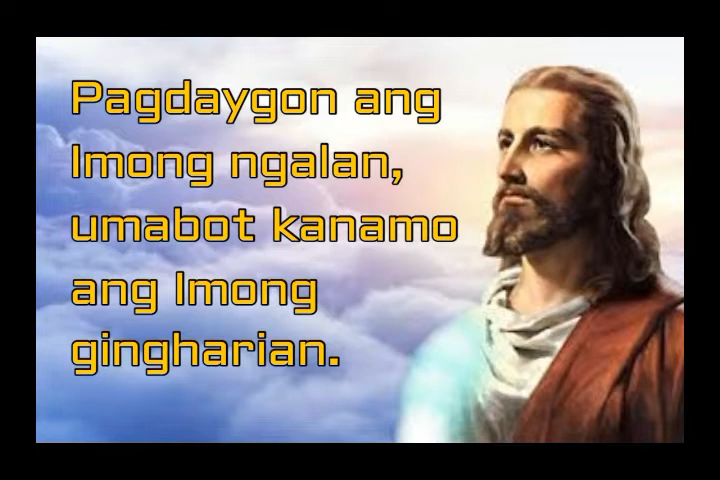 Pagdaygon ang
Imong ngalan,
umabot kanamo
ang Imong
gingharian.